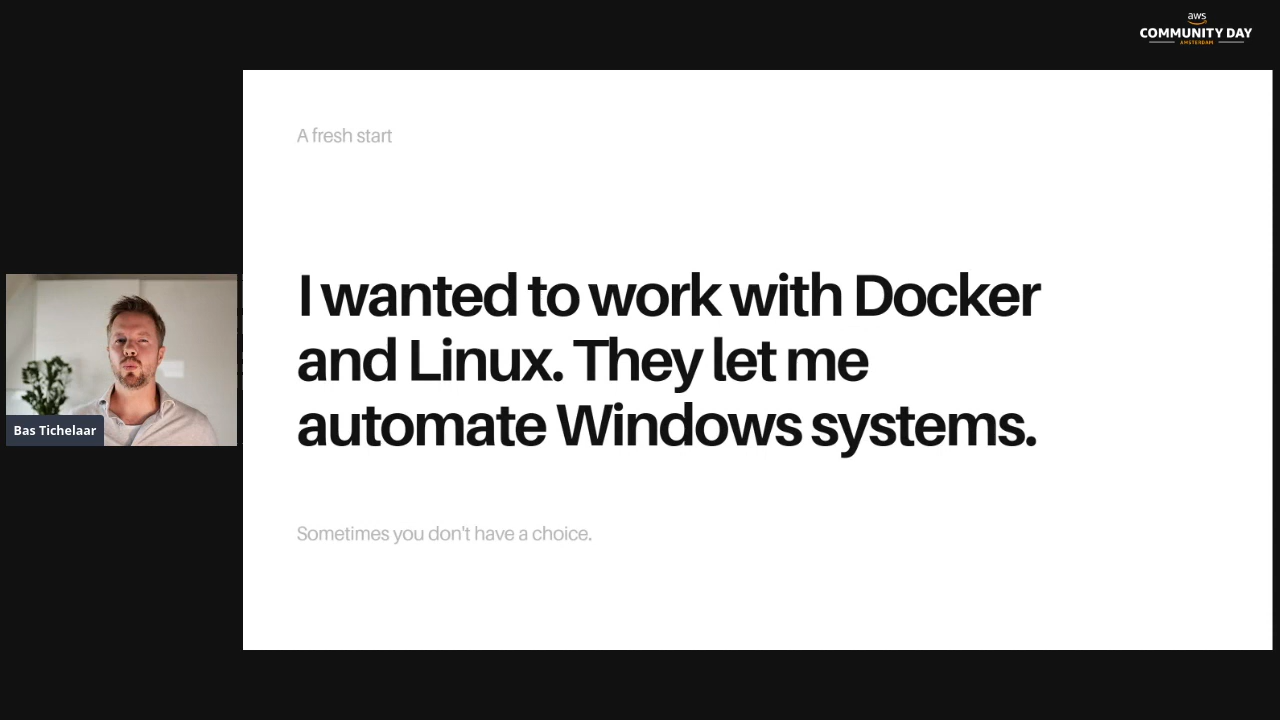 aws
COMMUNITY DAY
AMSTERDAM
A fresh start
I wanted to work with Docker
and Linux. They let me
automate Windows systems.
Bas Tichelaar
Sometimes you don't have a choice.